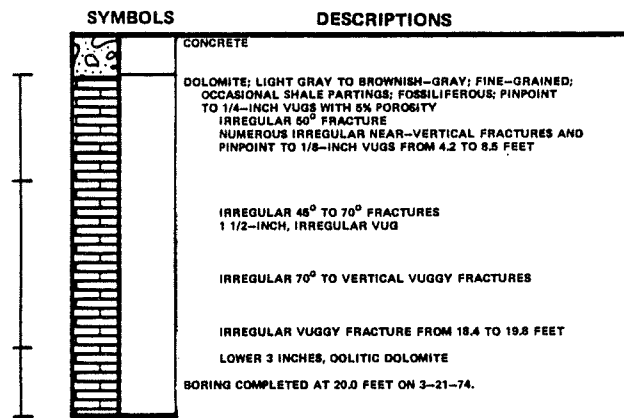 SYMBOLS DESCRIPTIONS
CONCRETE
DOLOMITE; LIGHT GRAY TO BROWNISH-GRAY; FINE-GRAINED;
OCCASIONAL SHALE PARTINGS; FOSSILIFEROUS; PINPOINT
TO 1/4-INCH VUGS WITH 5% POROSITY
IRREGULAR 50° FRACTURE
NUMEROUS IRREGULAR NEAR-VERTICAL FRACTURES AND
PINPOINT TO 1/8-INCH VUGS FROM 4.2 TO 8.5 FEET
IRREGULAR 45° TO 70° FRACTURES
1 1/2-INCH, IRREGULAR VUG
IRREGULAR 70° TO VERTICAL VUGGY FRACTURES
IRREGULAR VUGGY FRACTURE FROM 18.4 TO 19.8 FEET
LOWER 3 INCHES, OOLITIC DOLOMITE
BORING COMPLETED AT 20.0 FEET ON 3-21-74.